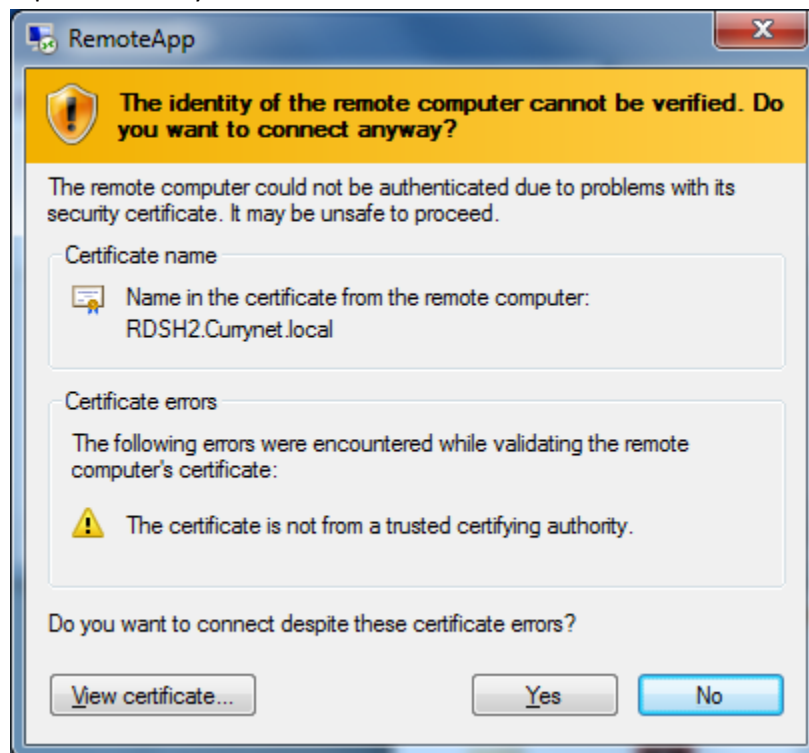 RemoteApp
The identity of the remote computer cannot be verified. Do
you want to connect anyway?
The remote computer could not be authenticated due to problems with its
security certificate. It may be unsafe to proceed.
Certificate name
Name in the certificate from the remote computer:
RDSH2.Currynet.local
Certificate errors
The following errors were encountered while validating the remote
computer's certificate:
The certificate is not from a trusted certifying authority.
Do you want to connect despite these certificate errors?
View certificate... Yes No